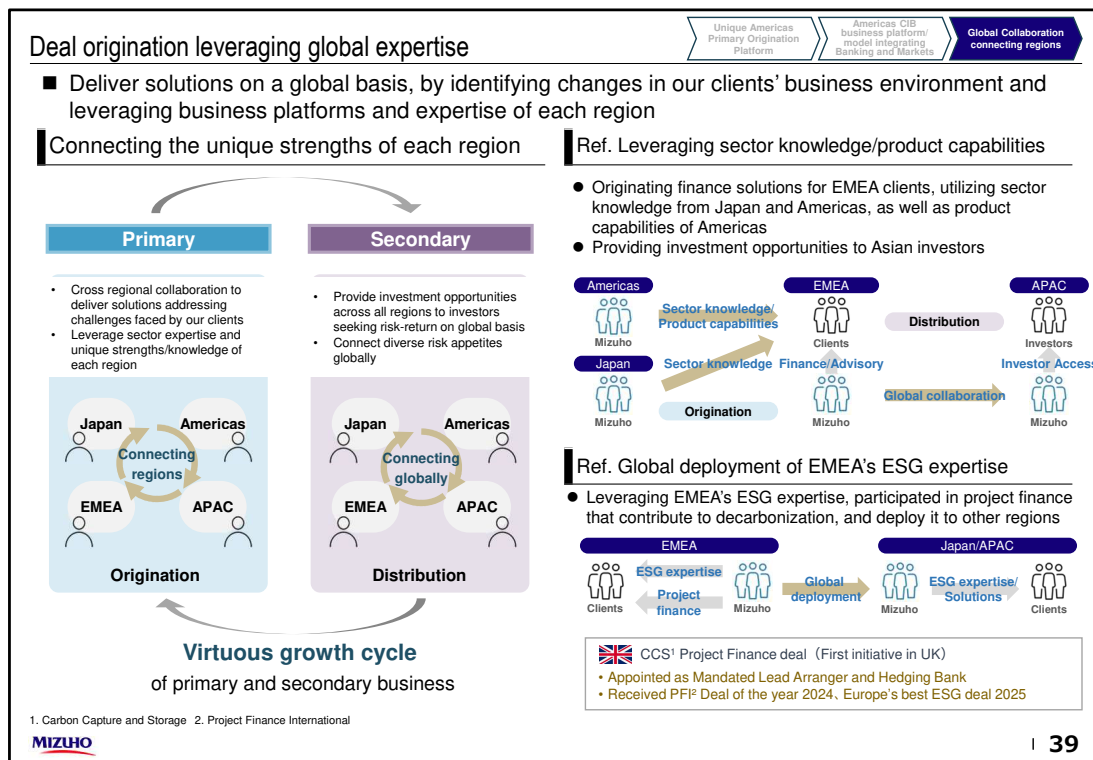 Deal origination leveraging global expertise
Unique Americas
Primary Origination
Platform
Americas CIB
business platform/
model integrating
Banking and Markets
Global Collaboration
connecting regions
■ Deliver solutions on a global basis, by identifying changes in our clients' business environment and
leveraging business platforms and expertise of each region
Connecting the unique strengths of each region
Primary
Secondary
• Cross regional collaboration to
deliver solutions addressing
challenges faced by our clients
• Leverage sector expertise and
unique strengths/knowledge of
each region
• Provide investment opportunities
across all regions to investors
seeking risk-return on global basis
• Connect diverse risk appetites
globally
Japan
Americas
Connecting
regions
EMEA
APAC
Origination
Japan
Americas
Connecting
globally
EMEA
APAC
Distribution
Virtuous growth cycle
of primary and secondary business
Ref. Leveraging sector knowledge/product capabilities
● Originating finance solutions for EMEA clients, utilizing sector
knowledge from Japan and Americas, as well as product
capabilities of Americas
● Providing investment opportunities to Asian investors
Americas
EMEA
APAC
Sector knowledge/
Product capabilities
Distribution
Mizuho
Clients
Investors
Japan
Sector knowledge
Finance/Advisory
Investor Access
Origination
Global collaboration
Mizuho
Mizuho
Mizuho
Ref. Global deployment of EMEA's ESG expertise
● Leveraging EMEA's ESG expertise, participated in project finance
that contribute to decarbonization, and deploy it to other regions
EMEA
Japan/APAC
ESG expertise
Project
finance
Global
deployment
ESG expertise/
Solutions
Clients
Mizuho
Mizuho
Clients
CCS¹ Project Finance deal（First initiative in UK）
• Appointed as Mandated Lead Arranger and Hedging Bank
• Received PFI² Deal of the year 2024、Europe's best ESG deal 2025
1. Carbon Capture and Storage 2. Project Finance International
MIZUHO
39